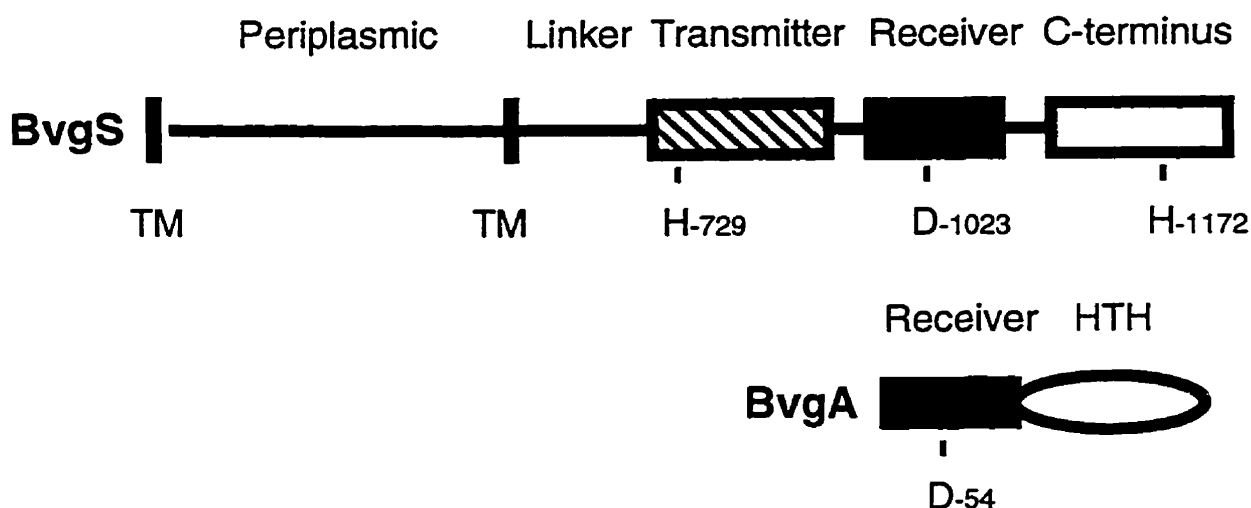 Periplasmic Linker Transmitter Receiver C-terminus
BvgS
TM TM H-729 D-1023 H-1172
Receiver HTH
BvgA
D-54